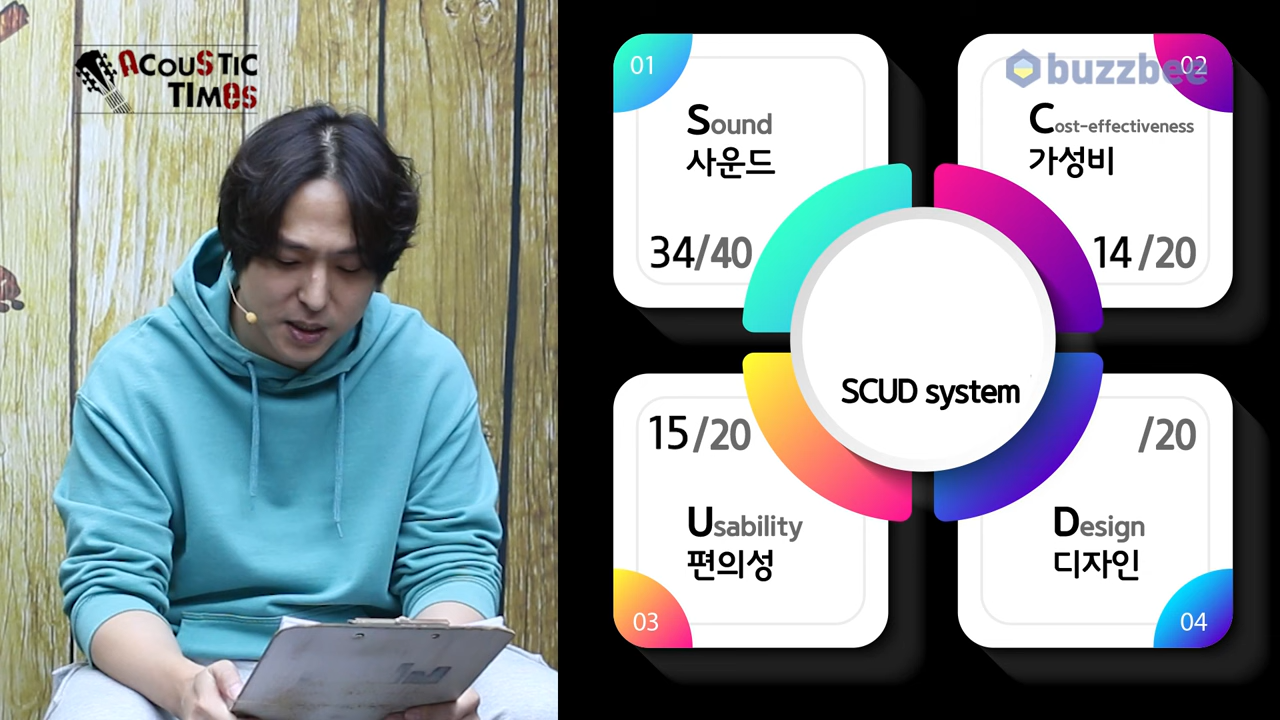 ACOUSTIC
TIMES
01
Sound
사운드
34/40
buzzbee
02
Cost-effectiveness
가성비
14/20
SCUD system
15/20
Usability
편의성
03
/20
Design
디자인
04